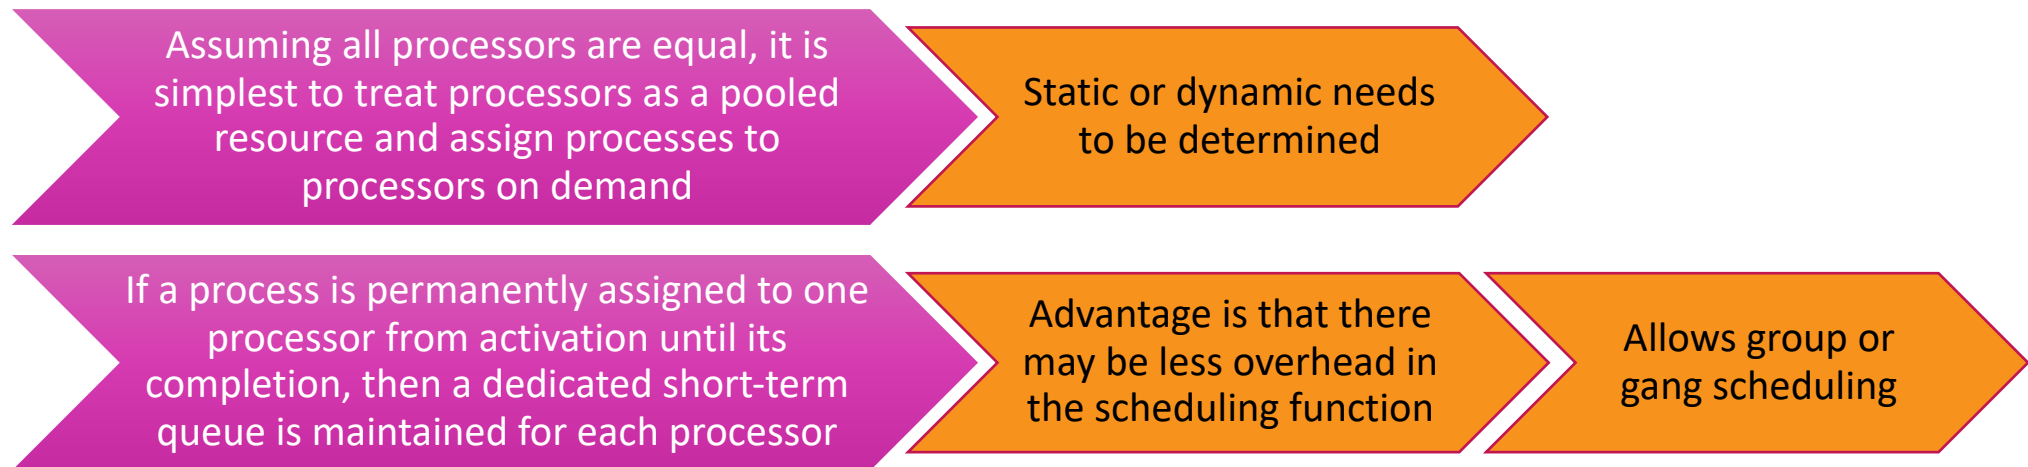 Assuming all processors are equal, it is
simplest to treat processors as a pooled
resource and assign processes to
processors on demand
Static or dynamic needs
to be determined
If a process is permanently assigned to one
processor from activation until its
completion, then a dedicated short-term
queue is maintained for each processor
Advantage is that there
may be less overhead in
the scheduling function
Allows group or
gang scheduling